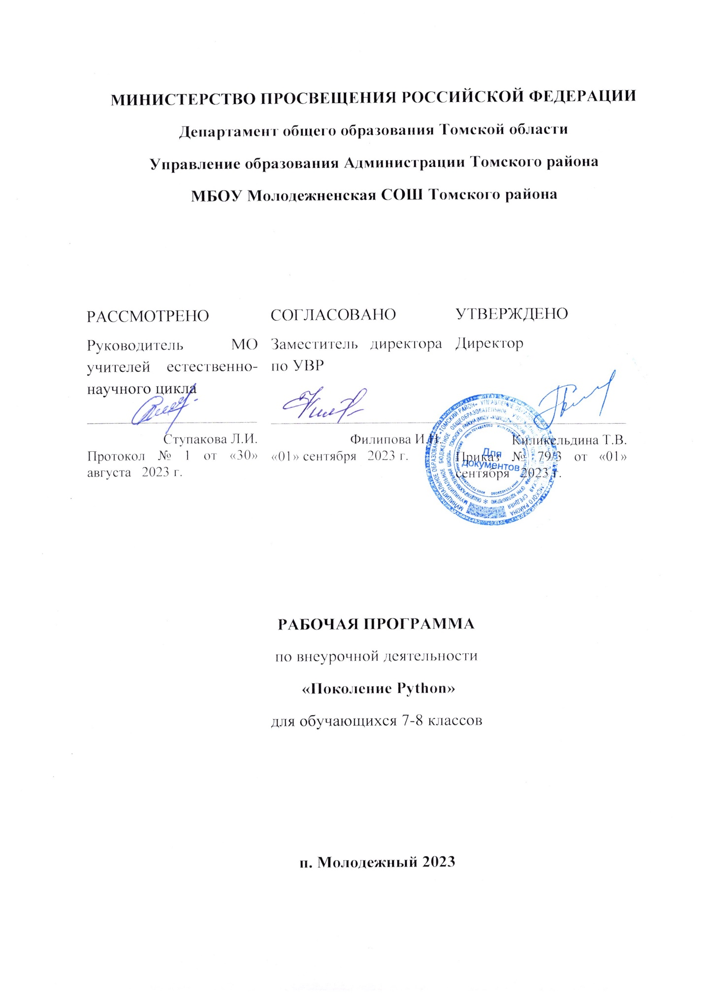 МИНИСТЕРСТВО ПРОСВЕЩЕНИЯ РОССИЙСКОЙ ФЕДЕРАЦИИ
Департамент общего образования Томской области
Управление образования Администрации Томского района
МБОУ Молодежненская СОШ Томского района
РАССМОТРЕНО
Руководитель МО
учителей естественно-
научного цикла
Ступакова Л.И.
Протокол № 1 от «30»
августа 2023 г.
СОГЛАСОВАНО
Заместитель директора
по УВР
Филипова И.Н.
«01» сентября 2023 г.
УТВЕРЖДЕНО
Директор
Киликельдина Т.В.
Приказ № 79/3 от «01»
сентября 2023 г.
Для
документов
РАБОЧАЯ ПРОГРАММА
по внеурочной деятельности
«Поколение Python»
для обучающихся 7-8 классов
п. Молодежный 2023